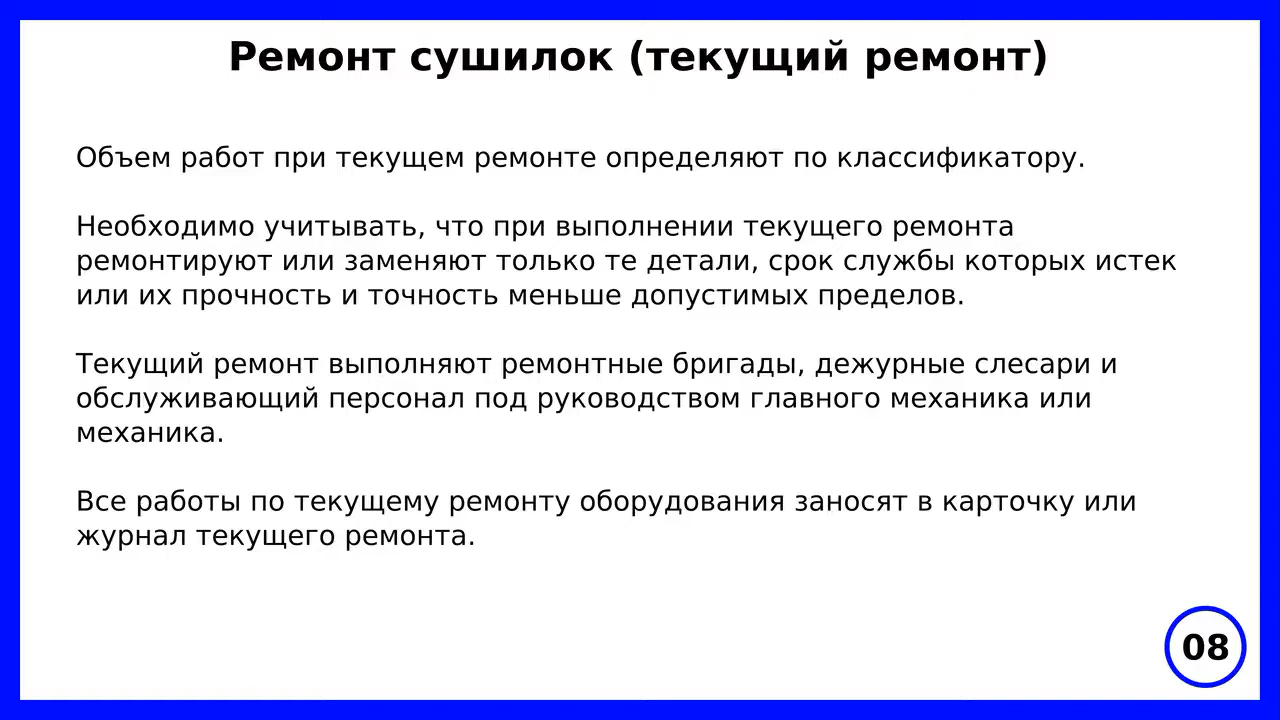 Ремонт сушилок (текущий ремонт)
Объем работ при текущем ремонте определяют по классификатору.
Необходимо учитывать, что при выполнении текущего ремонта
ремонтируют или заменяют только те детали, срок службы которых истек
или их прочность и точность меньше допустимых пределов.
Текущий ремонт выполняют ремонтные бригады, дежурные слесари и
обслуживающий персонал под руководством главного механика или
механика.
Все работы по текущему ремонту оборудования заносят в карточку или
журнал текущего ремонта.
08